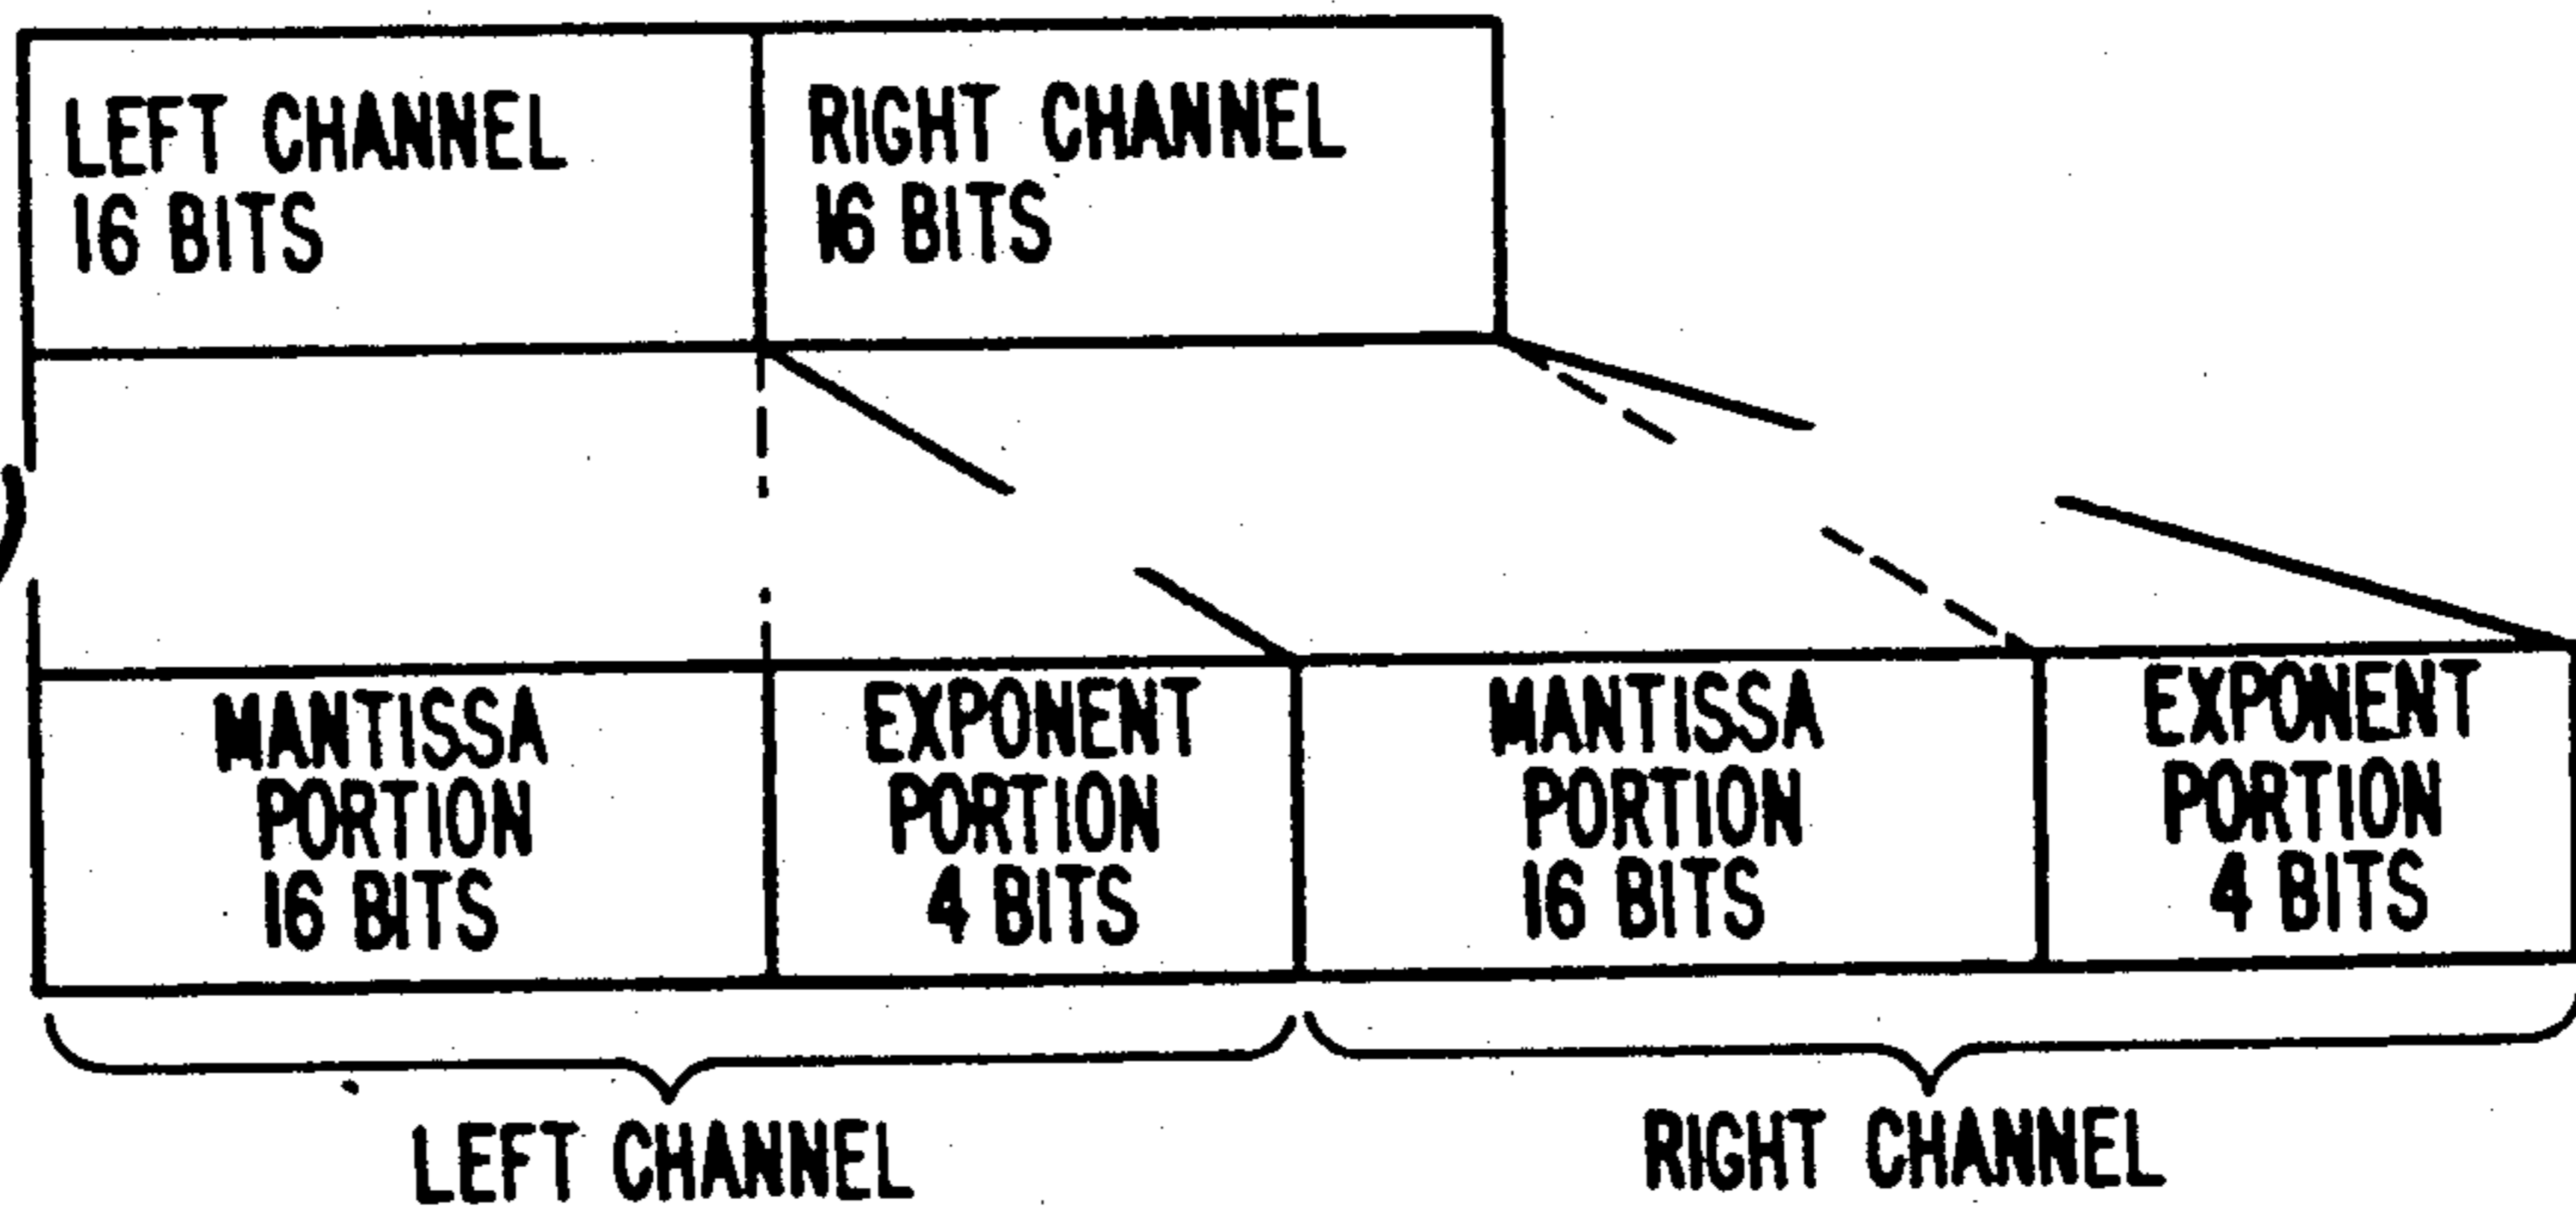 LEFT CHANNEL
16 BITS
RIGHT CHANNEL
16 BITS
MANTISSA
PORTION
16 BITS
EXPONENT
PORTION
4 BITS
MANTISSA
PORTION
16 BITS
EXPONENT
PORTION
4 BITS
LEFT CHANNEL
RIGHT CHANNEL